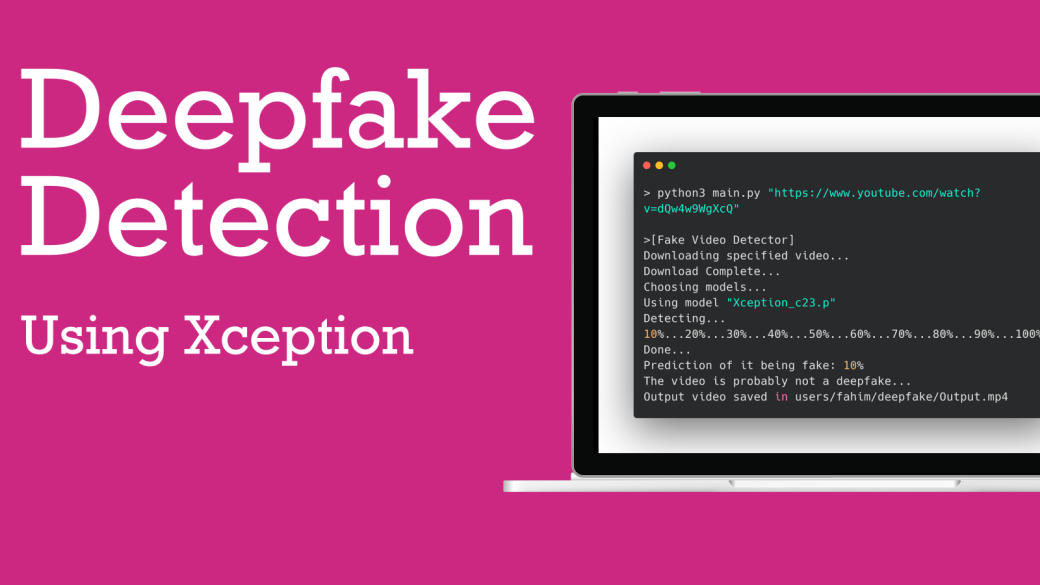 Deepfake
Detection
Using Xception
> python3 main.py "https://www.youtube.com/watch?
v=dQw4w9WgXcQ"
>[Fake Video Detector]
Downloading specified video...
Download Complete...
Choosing models...
Using model "Xception_c23.p"
Detecting...
10%...20%...30%...40%...50%...60%...70%...80%...90%...100%
Done...
Prediction of it being fake: 10%
The video is probably not a deepfake...
Output video saved in users/fahim/deepfake/Output.mp4